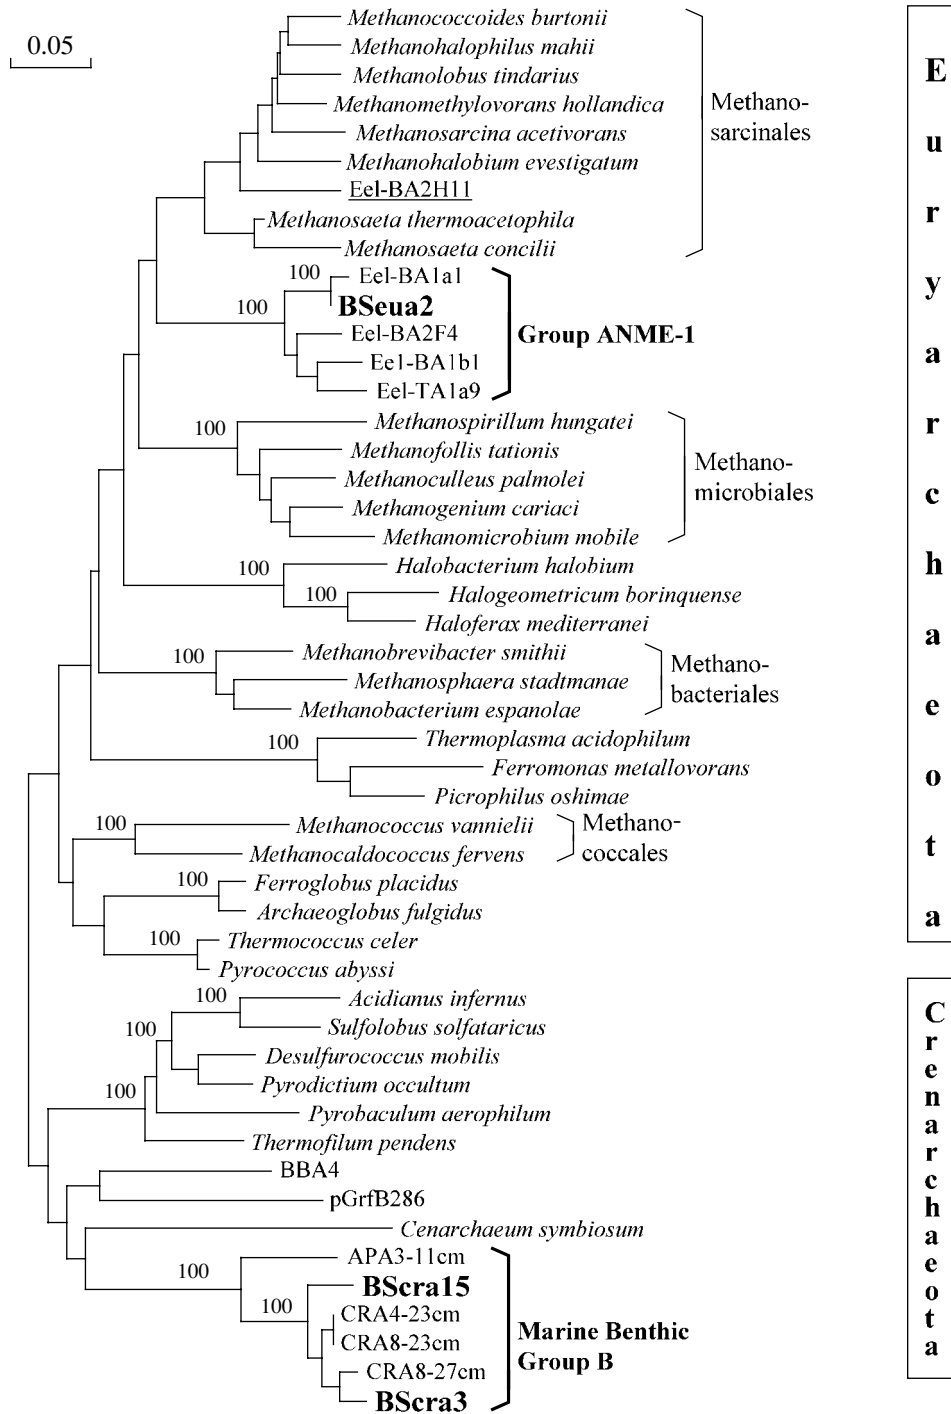 0.05
Methanococcoides burtonii
Methanohalophilus mahii
Methanolobus tindarius
Methanomethylovorans hollandica
Methanosarcina acetivorans
Methanohalobium evestigatum
Eel-BA2H11
Methanosaeta thermoacetophila
Methanosaeta concilii
Methano-
sarcinales
100
Eel-BA1a1
100
BSeua2
Eel-BA2F4
Eel-BA1b1
Eel-TA1a9
Group ANME-1
100
Methanospirillum hungatei
Methanofollis tationis
Methanoculleus palmolei
Methanogenium cariaci
Methanomicrobium mobile
Methano-
microbiales
100
Halobacterium halobium
100
Halogeometricum borinquense
Haloferax mediterranei
100
Methanobrevibacter smithii
Methanosphaera stadtmanae
Methanobacterium espanolae
Methano-
bacteriales
100
Thermoplasma acidophilum
Ferromonas metallovorans
Picrophilus oshimae
100
Methanococcus vannielii
Methanocaldococcus fervens
Methano-
coccales
100
Ferroglobus placidus
Archaeoglobus fulgidus
100
Thermococcus celer
Pyrococcus abyssi
Euryarchaeota
100
Acidianus infernus
Sulfolobus solfataricus
100
Desulfurococcus mobilis
Pyrodictium occultum
100
Pyrobaculum aerophilum
Thermofilum pendens
BBA4
pGrfB286
Cenarchaeum symbiosum
100
APA3-11cm
BScra15
100
CRA4-23cm
CRA8-23cm
CRA8-27cm
BScra3
Marine Benthic
Group B
Crenarchaeota